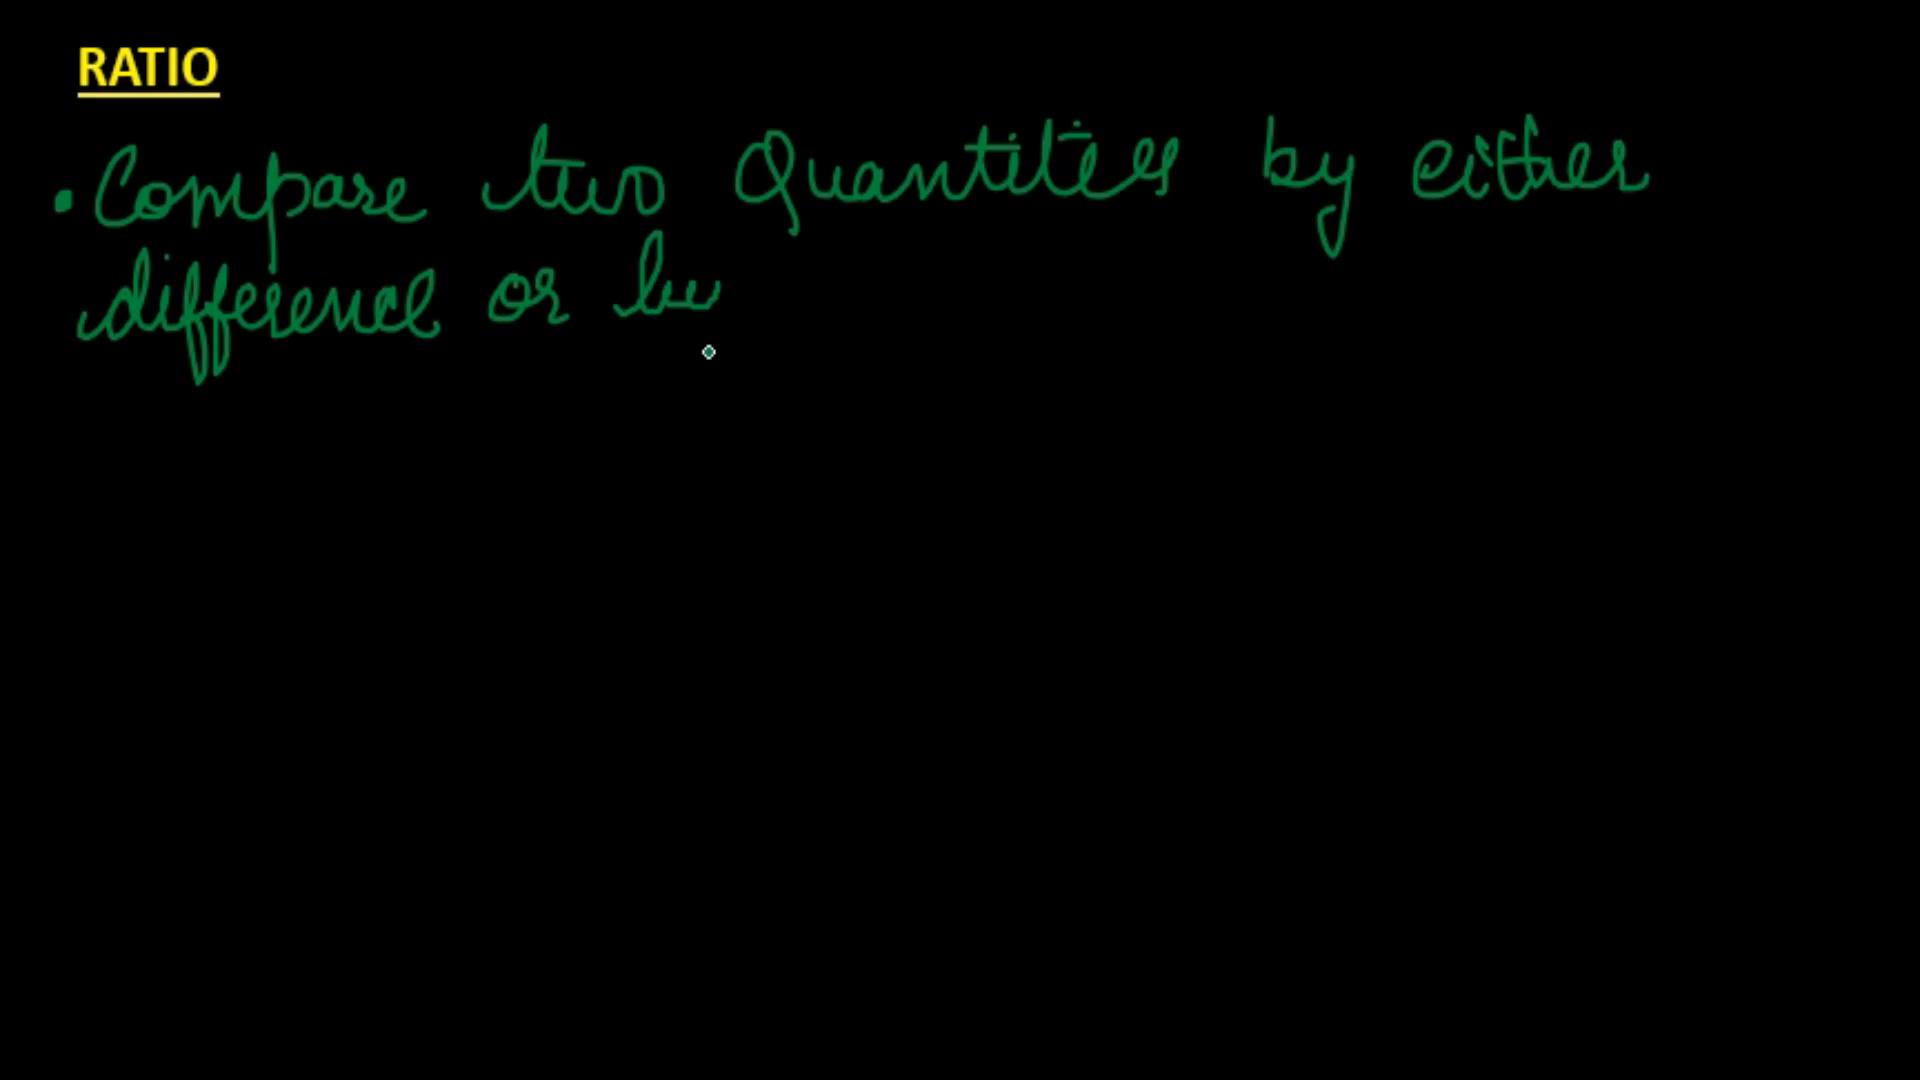 RATIO
• Compare two Quantities by either
difference or